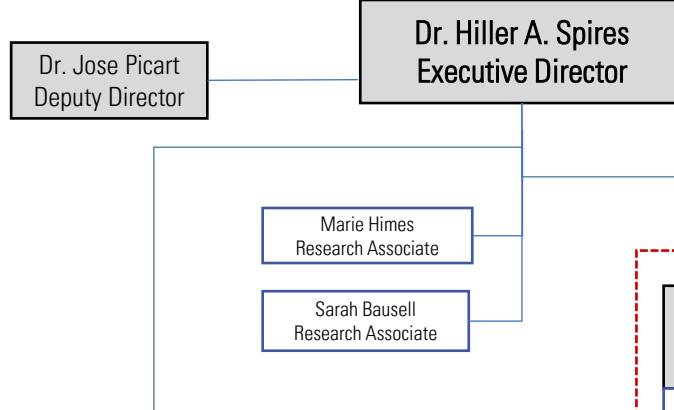 Dr. Jose Picart
Deputy Director
Dr. Hiller A. Spires
Executive Director
Marie Himes
Research Associate
Sarah Bausell
Research Associate